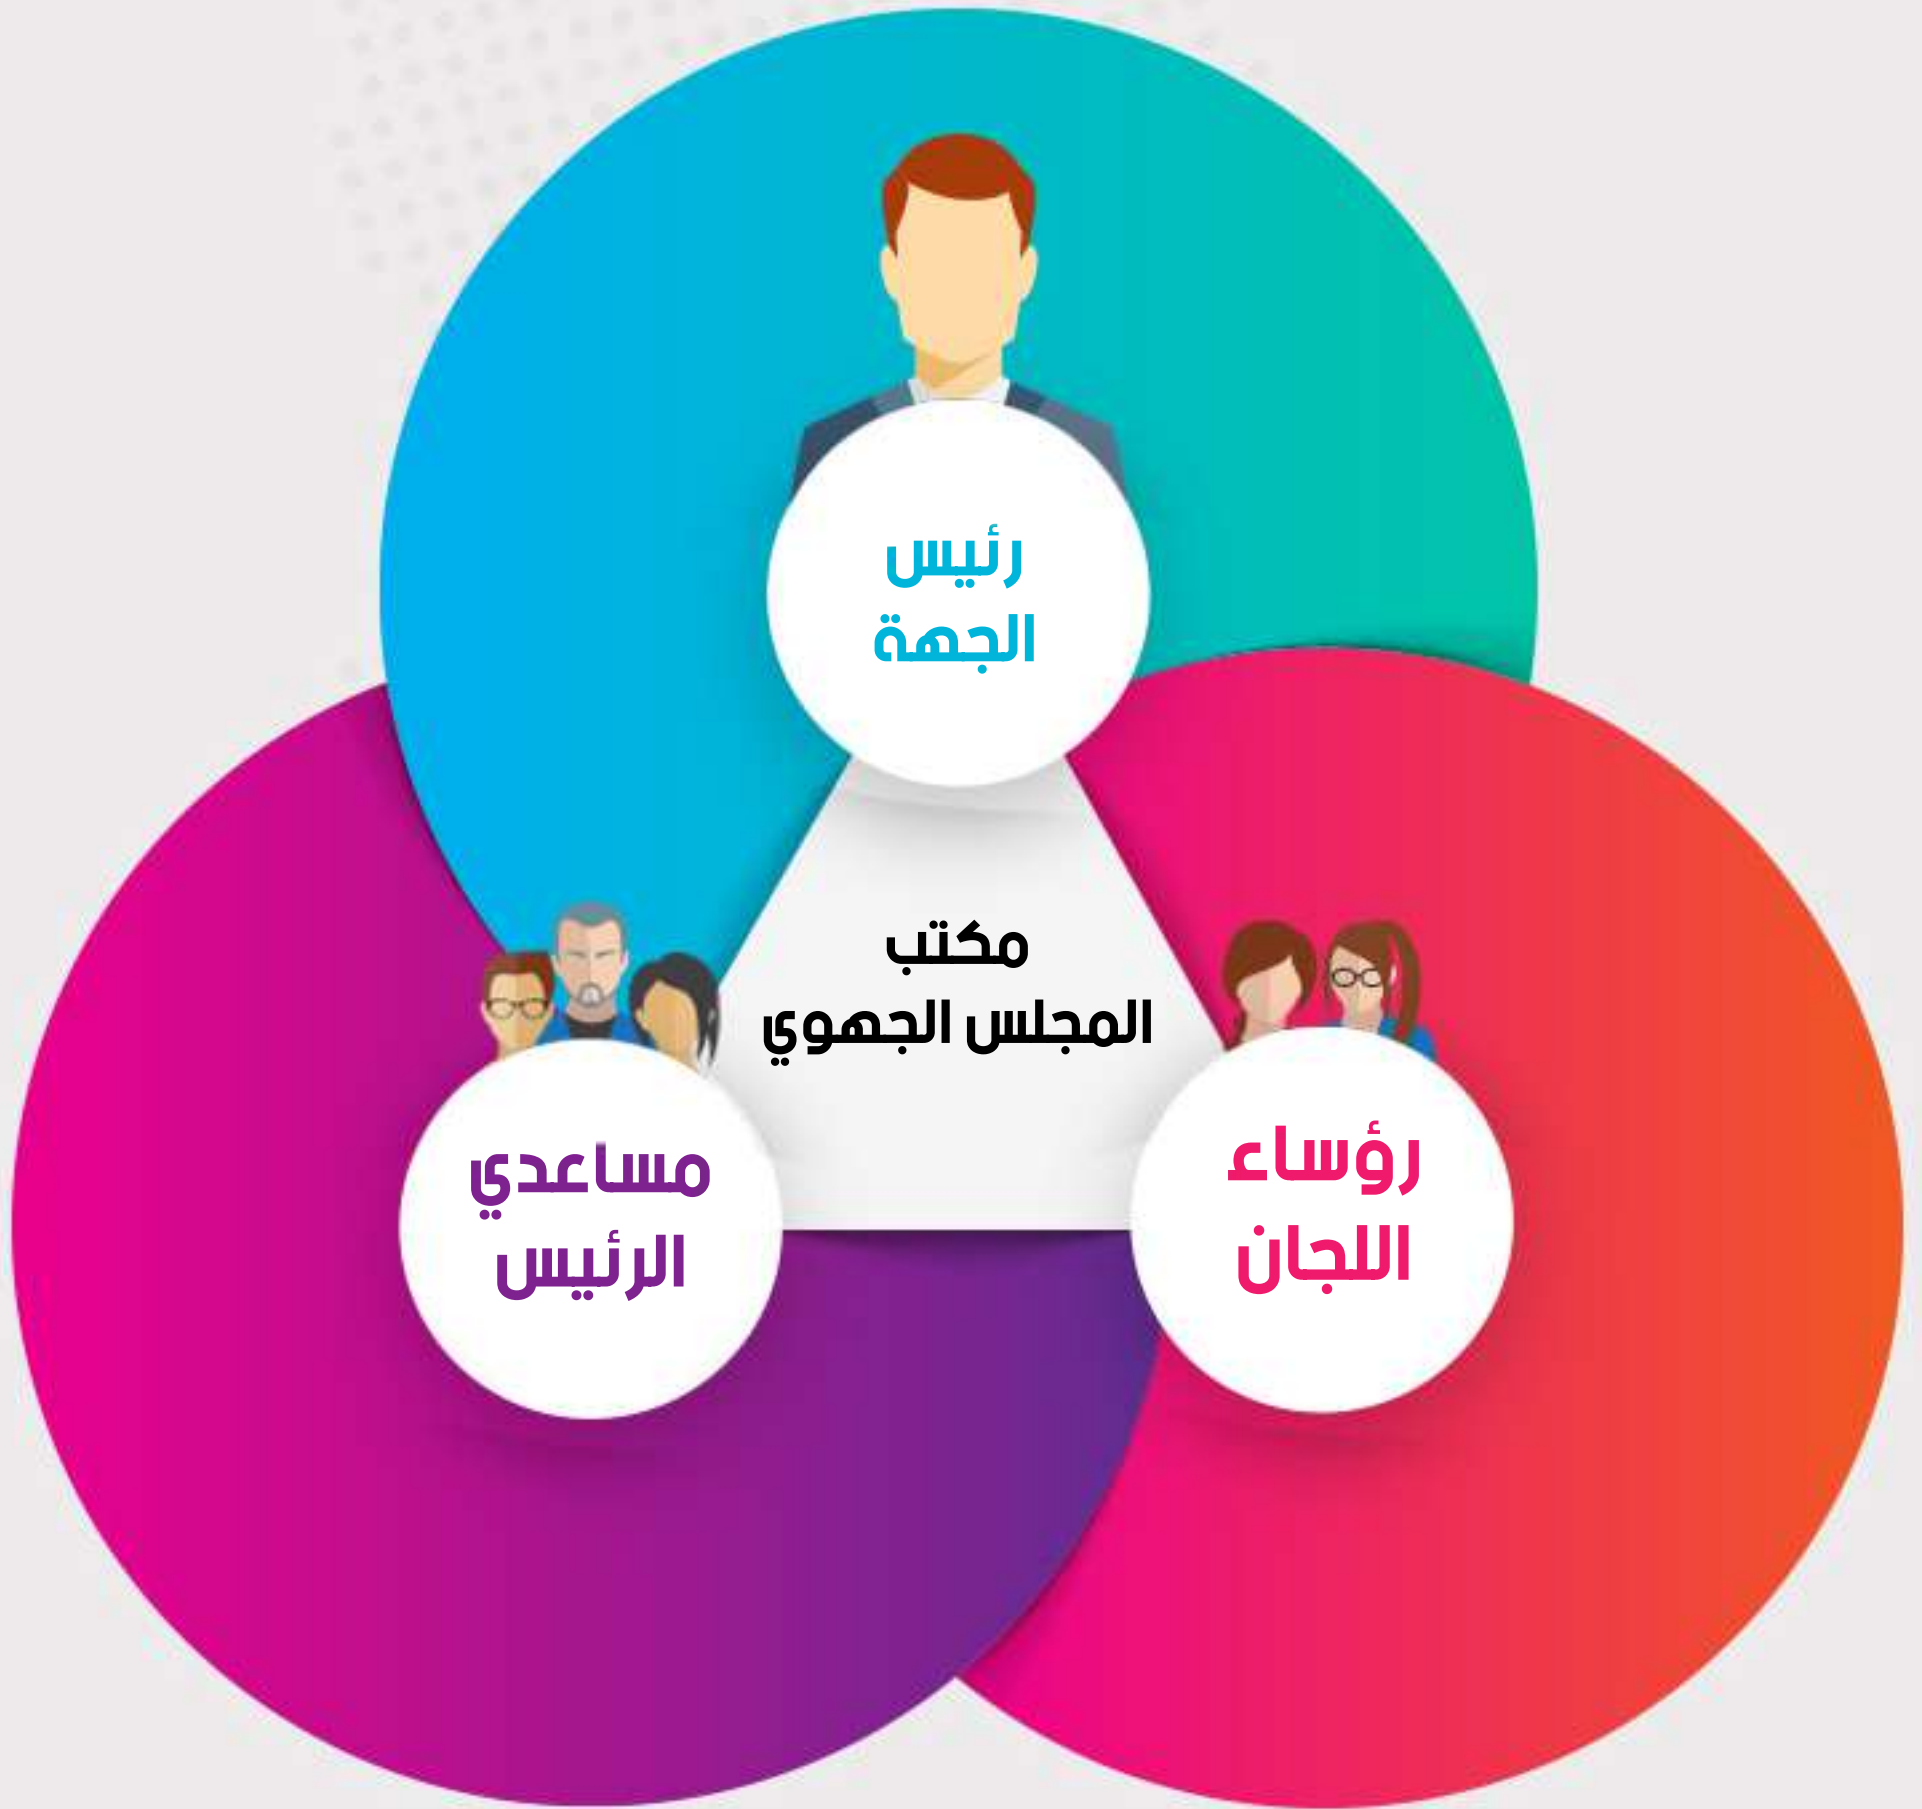 رئيس
الجهة
مكتب
المجلس الجهوي
رؤساء
اللجان
مساعدي
الرئيس